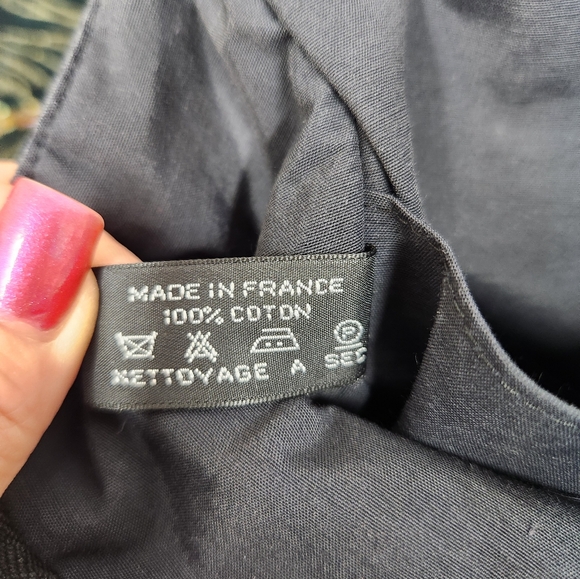 MADE IN FRANCE
100% COTON
P
NETTOYAGE A SEC